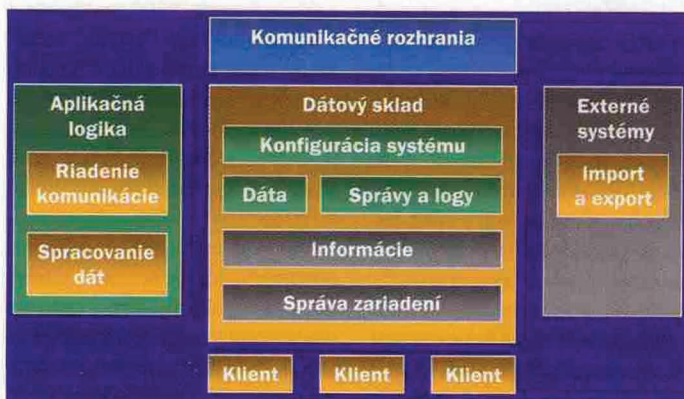 Komunikačné rozhrania
Aplikačná
logika
Riadenie
komunikácie
Spracovanie
dát
Dátový sklad
Konfigurácia systému
Dáta
Správy a logy
Informácie
Správa zariadení
Externé
systémy
Import
a export
Klient
Klient
Klient